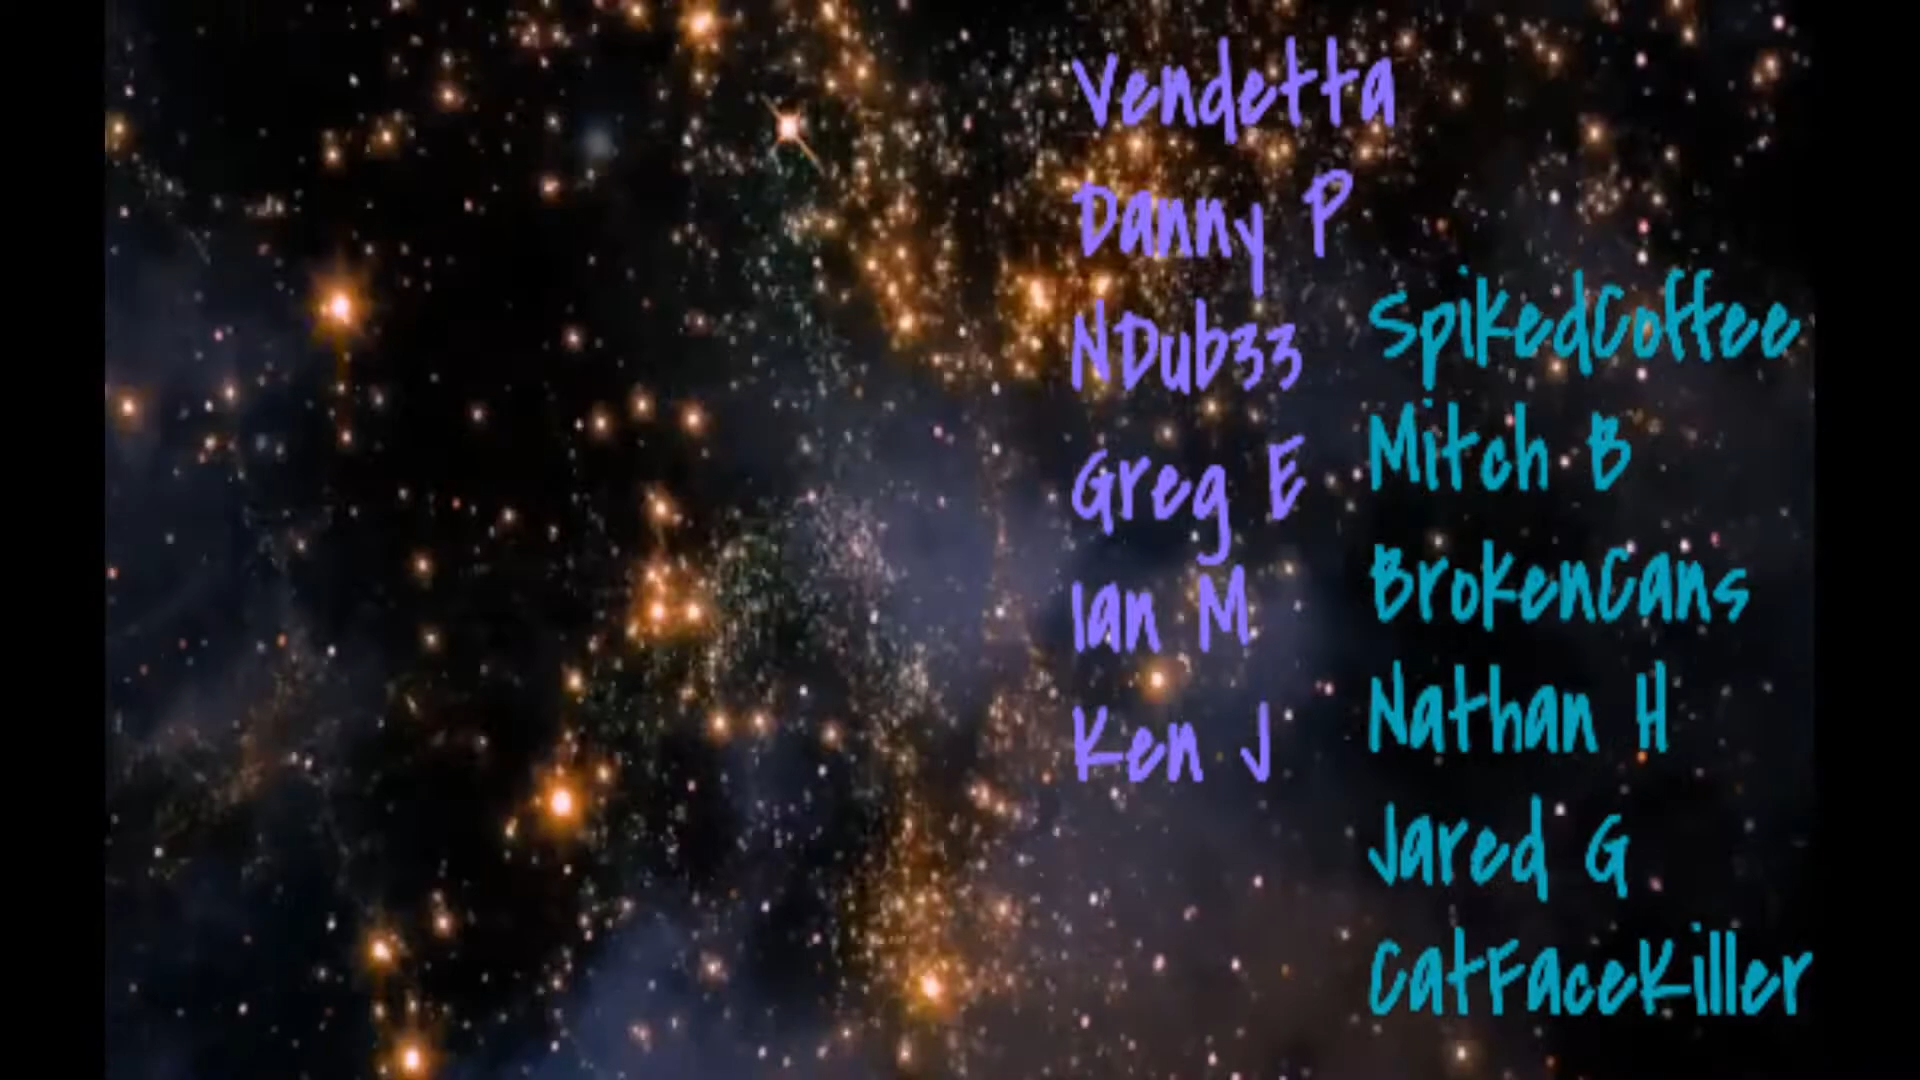 Vendetta
Danny P
NDub33
Greg E
Ian M
Ken J
SpikedCoffee
Mitch B
BrokenCans
Nathan H
Jared G
CatFaceKiller